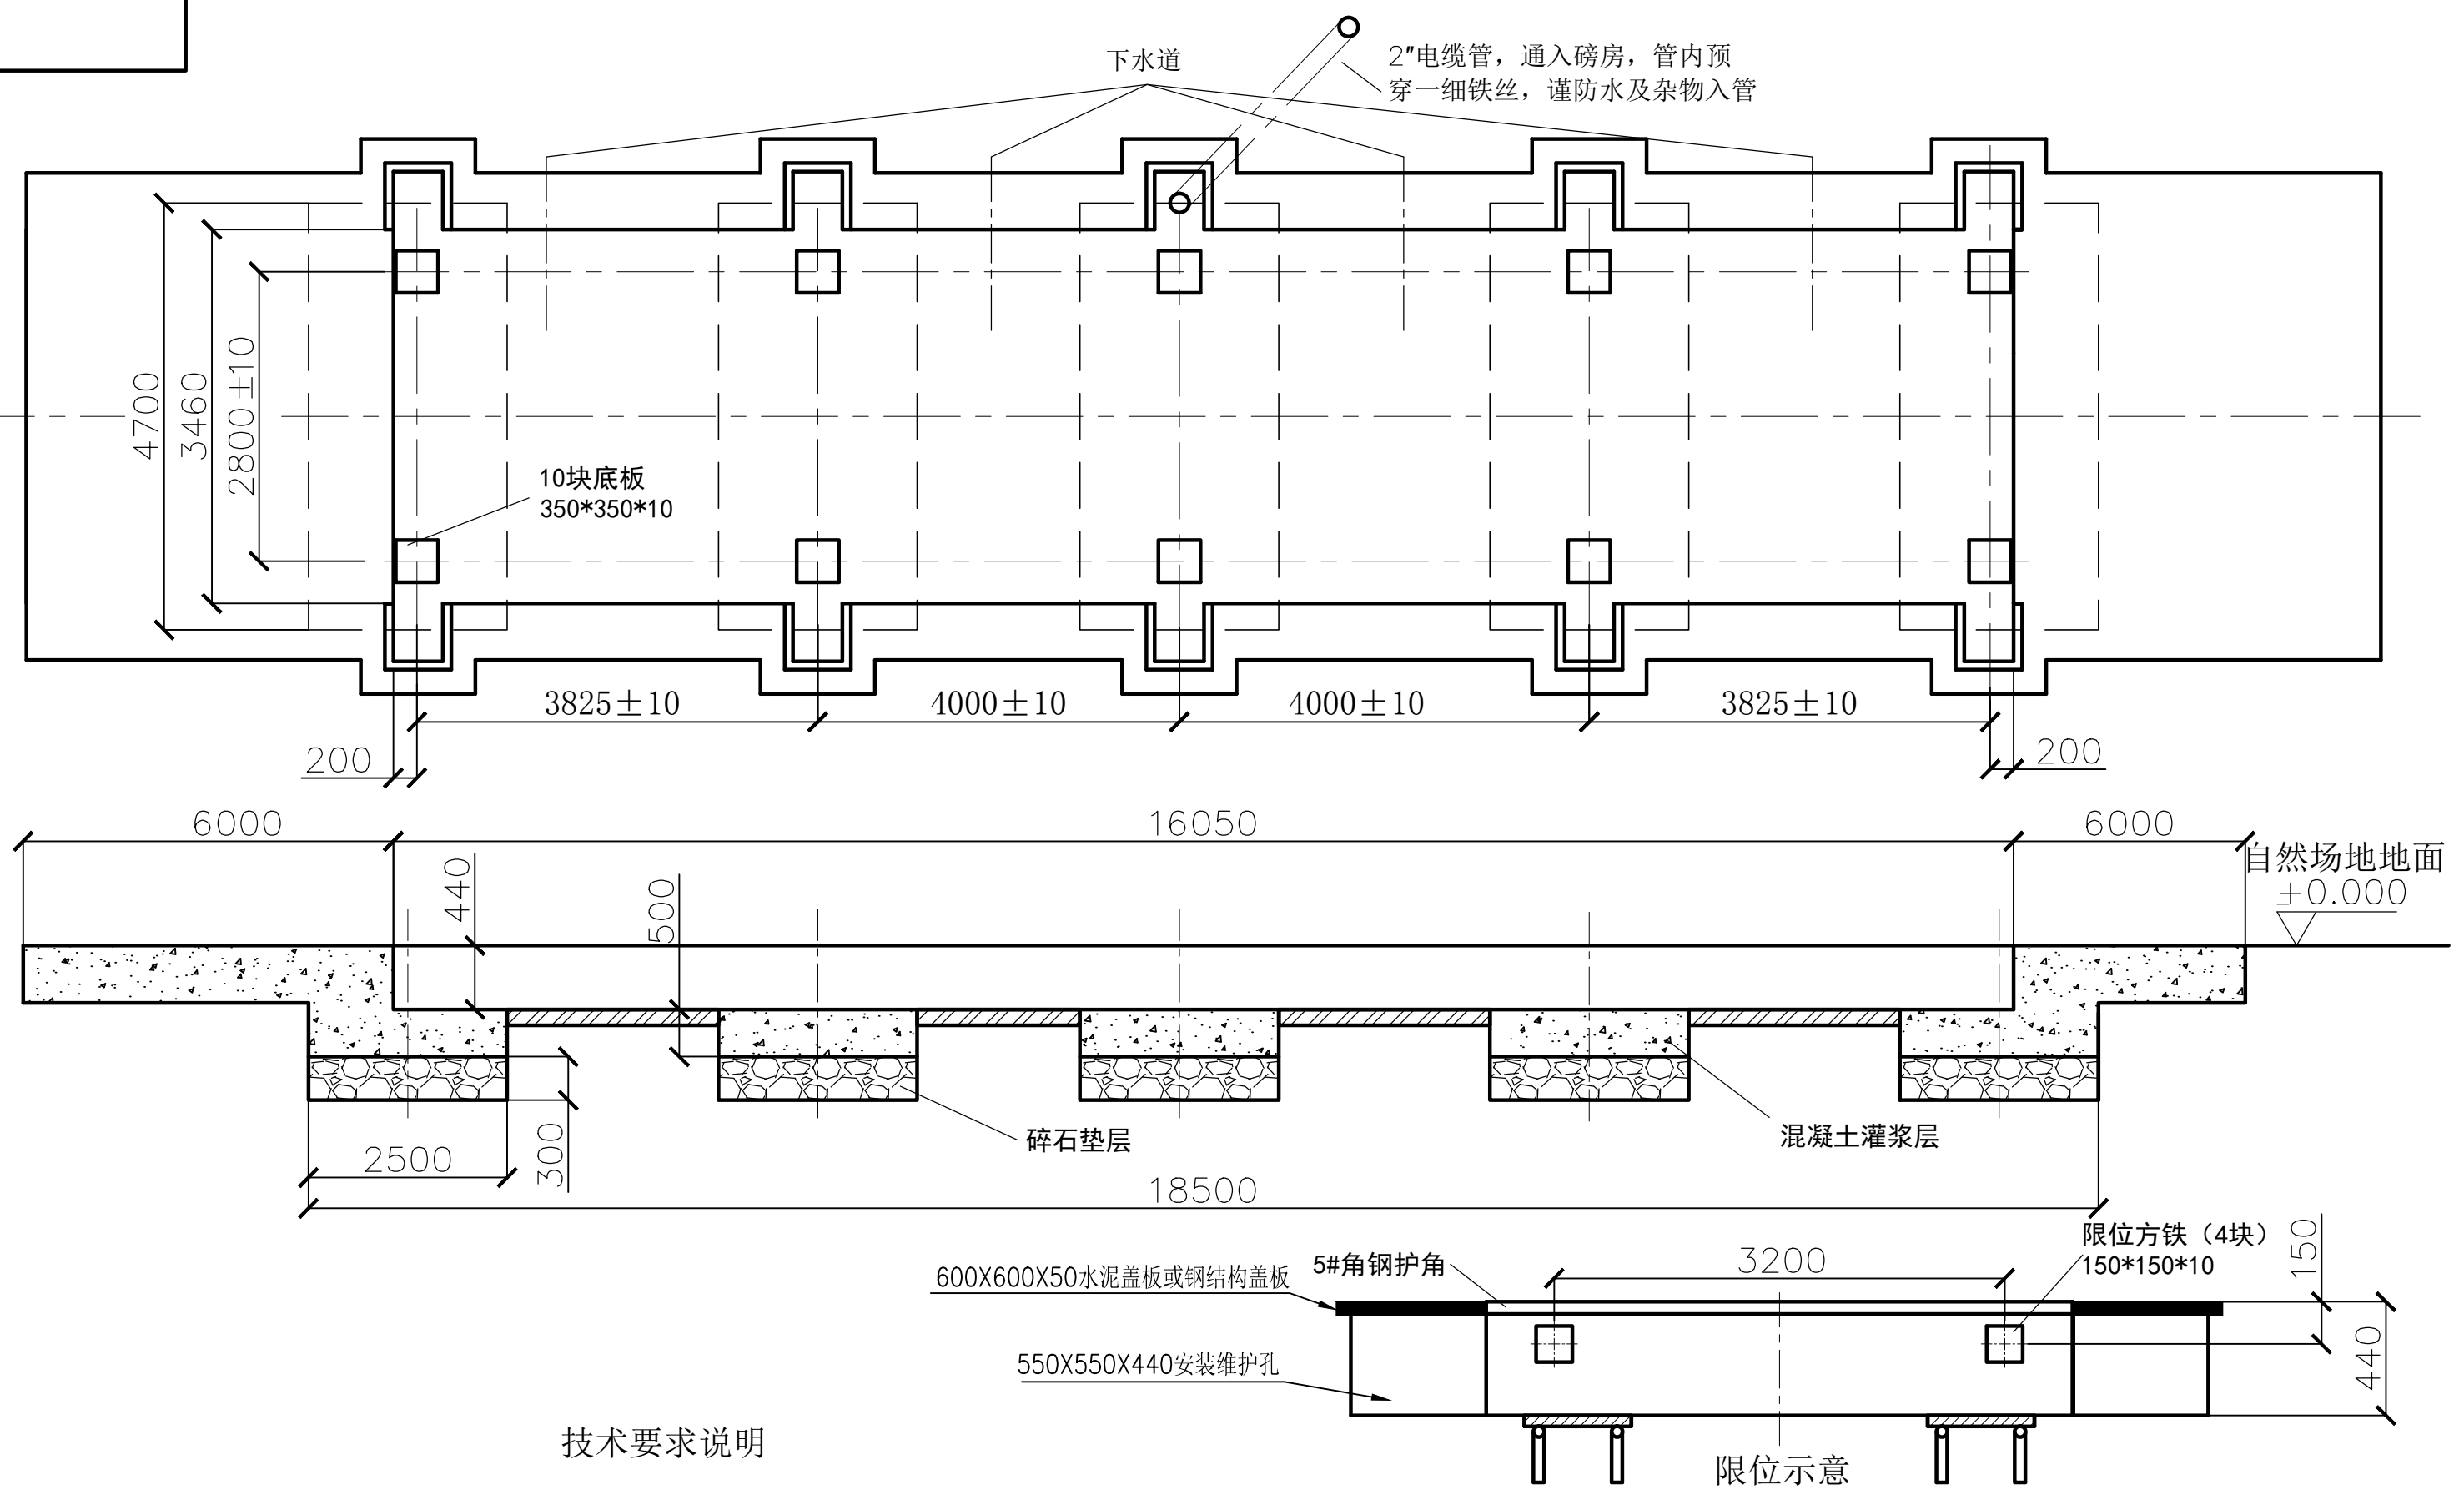 下水道
2"电缆管，通入磅房，管内预
穿一细铁丝，谨防水及杂物入管
4700
3460
2800±10
10块底板
350*350*10
3825±10
4000±10
4000±10
3825±10
200
200
6000
16050
6000
自然场地地面
±0.000
440
500
碎石垫层
混凝土灌浆层
2500
300
18500
限位方铁（4块）
150*150*10
150
5#角钢护角
3200
600X600X50水泥盖板或钢结构盖板
440
550X550X440安装维护孔
技术要求说明
限位示意